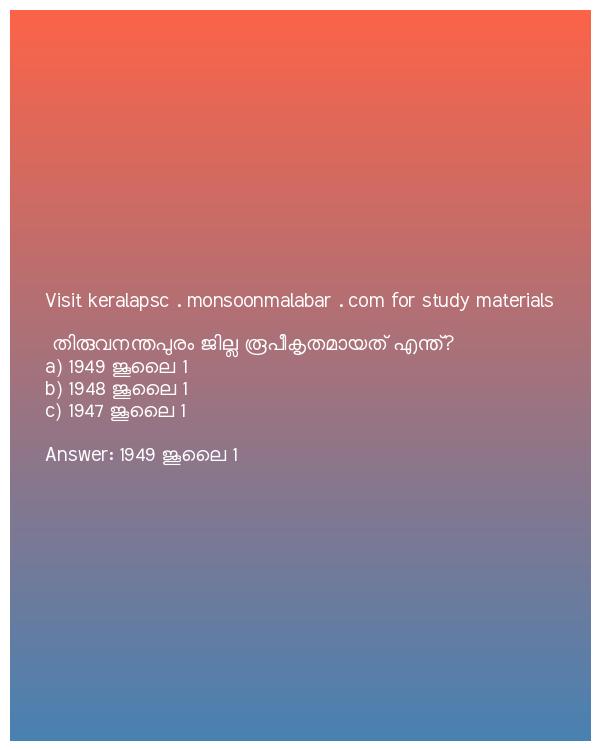 Visit keralapsc . monsoonmalabar . com for study materials
തിരുവനന്തപുരം ജില്ല രൂപീകൃതമായത് എന്ത്?
a) 1949 ജൂലൈ 1
b) 1948 ജൂലൈ 1
c) 1947 ജൂലൈ 1
Answer: 1949 ജൂലൈ 1